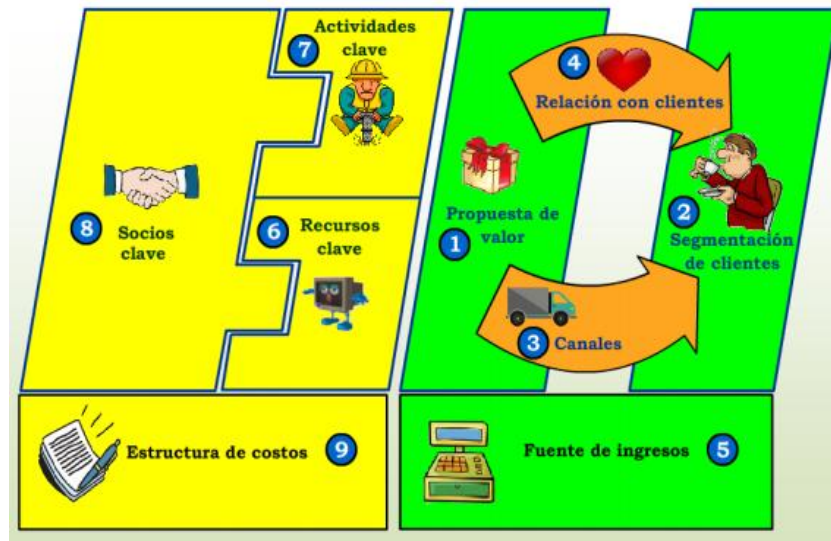 7
Actividades
clave
4
Relación con clientes
8
Socios
clave
6
Recursos
clave
Propuesta de
1
valor
2
Segmentación
de clientes
3
Canales
Estructura de costos
9
Fuente de ingresos
5